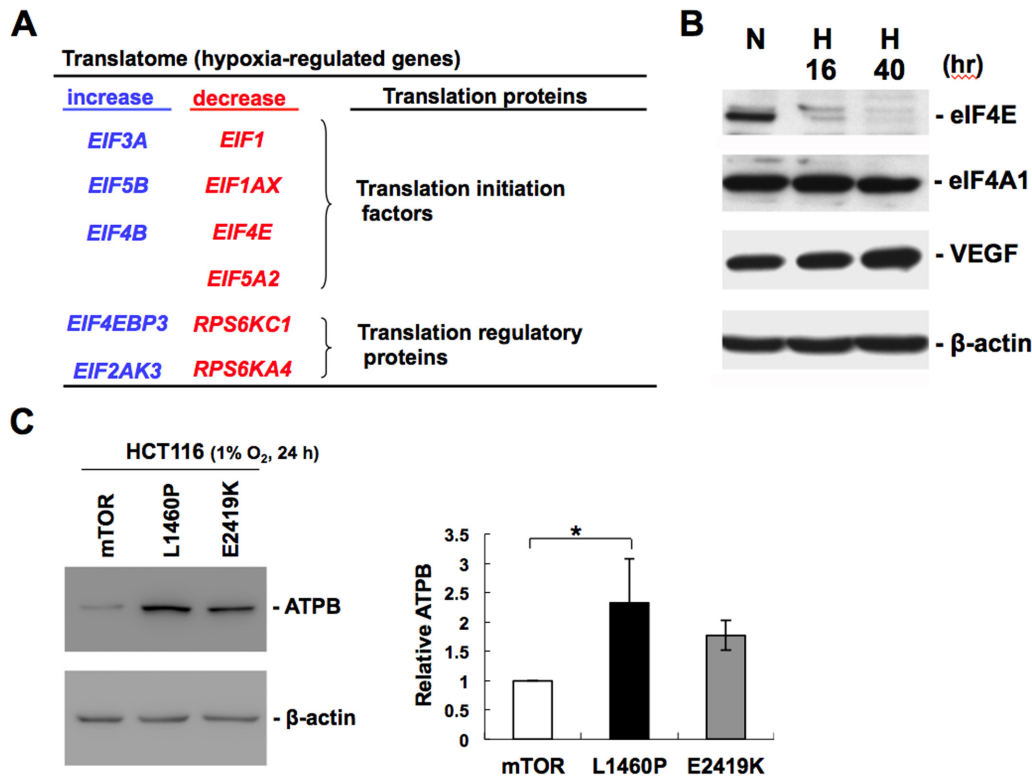 A
Translatome (hypoxia-regulated genes)
increase decrease Translation proteins
EIF3A EIF1
EIF5B EIF1AX
EIF4B EIF4E
EIF5A2
Translation initiation
factors
EIF4EBP3 RPS6KC1
EIF2AK3 RPS6KA4
Translation regulatory
proteins
B
N H H
16 40 (hr)
- eIF4E
- eIF4A1
- VEGF
- β-actin
C
HCT116 (1% O₂, 24 h)
mTOR
L1460P
E2419K
- ATPB
- β-actin
Relative ATPB
3.5
3
2.5
2
1.5
1
0.5
0
*
mTOR L1460P E2419K